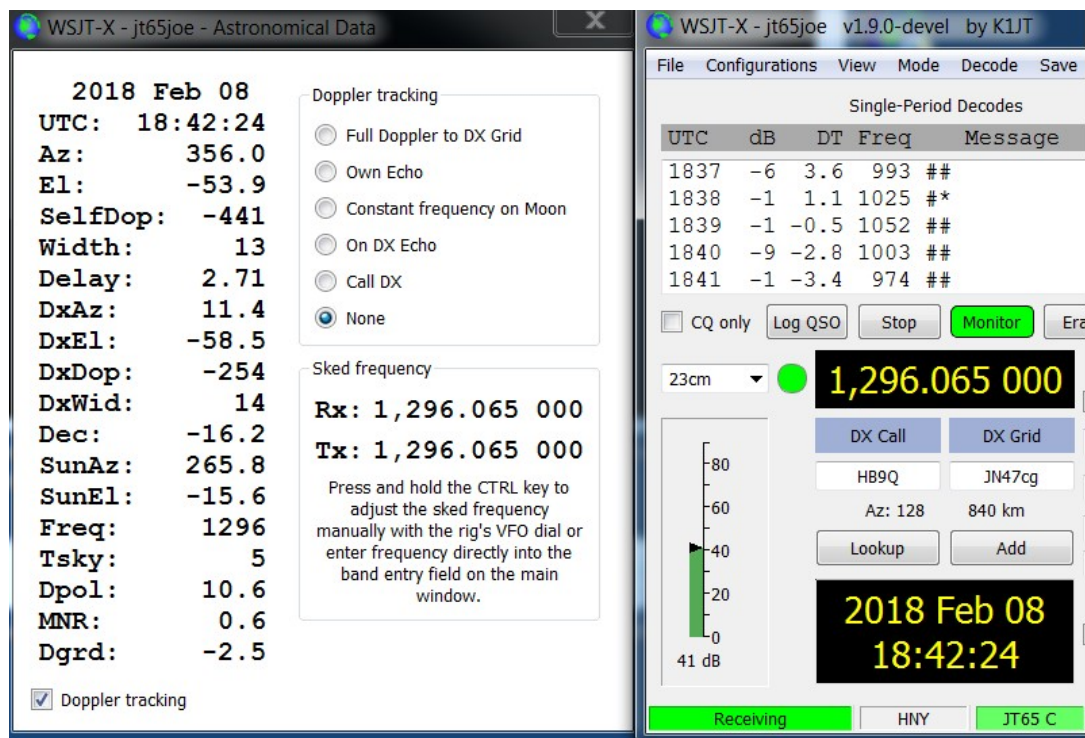 WSJT-X - jt65joe - Astronomical Data
X
2018 Feb 08
UTC: 18:42:24
Az: 356.0
El: -53.9
SelfDop: -441
Width: 13
Delay: 2.71
DxAz: 11.4
DxEl: -58.5
DxDop: -254
DxWid: 14
Dec: -16.2
SunAz: 265.8
SunEl: -15.6
Freq: 1296
Tsky: 5
Dpol: 10.6
MNR: 0.6
Dgrd: -2.5
Doppler tracking
Doppler tracking
Full Doppler to DX Grid
Own Echo
Constant frequency on Moon
On DX Echo
Call DX
None
Sked frequency
Rx: 1,296.065 000
Tx: 1,296.065 000
Press and hold the CTRL key to
adjust the sked frequency
manually with the rig's VFO dial or
enter frequency directly into the
band entry field on the main
window.
WSJT-X - jt65joe v1.9.0-devel by K1JT
File Configurations View Mode Decode Save
Single-Period Decodes
UTC dB DT Freq Message
1837 -6 3.6 993 ##
1838 -1 1.1 1025 #*
1839 -1 -0.5 1052 ##
1840 -9 -2.8 1003 ##
1841 -1 -3.4 974 ##
CQ only Log QSO Stop Monitor Era
23cm 1,296.065 000
80
60
40
20
0
41 dB
DX Call DX Grid
HB9Q JN47cg
Az: 128 840 km
Lookup Add
2018 Feb 08
18:42:24
Receiving HNY JT65 C